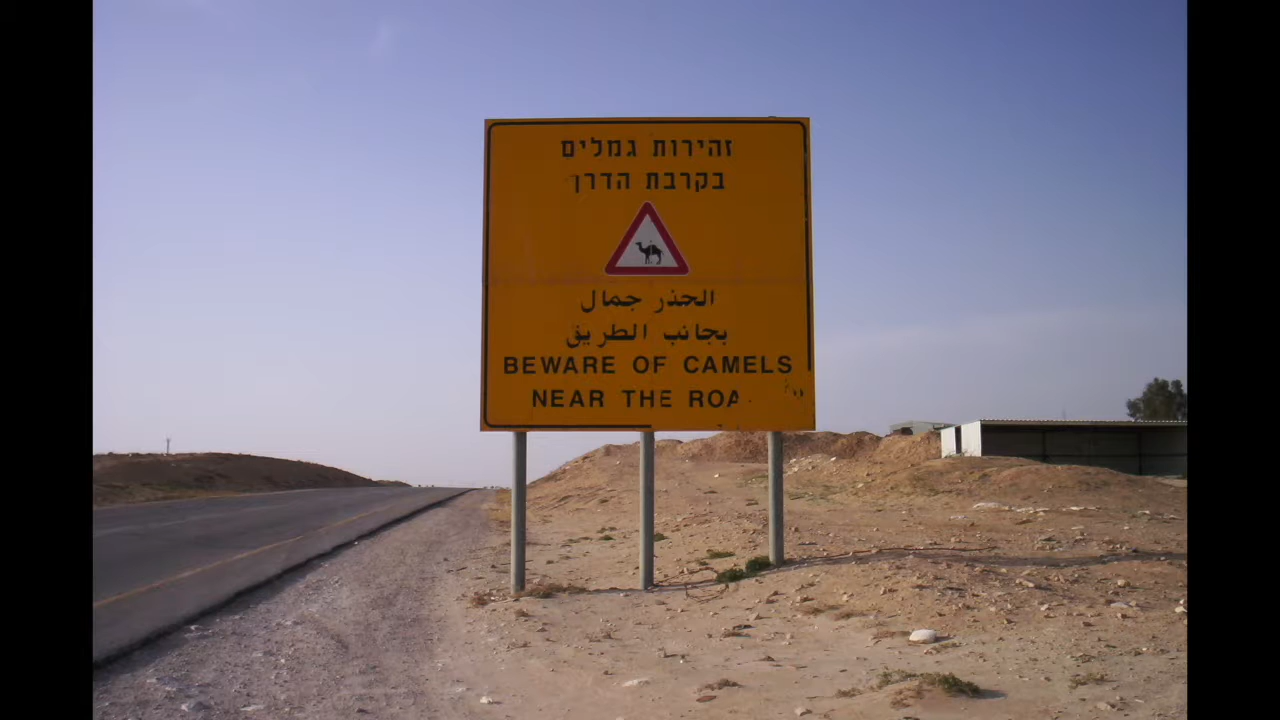 זהירות גמלים
בקרבת הדרך
الحذر جمال
بجانب الطريق
BEWARE OF CAMELS
NEAR THE ROA